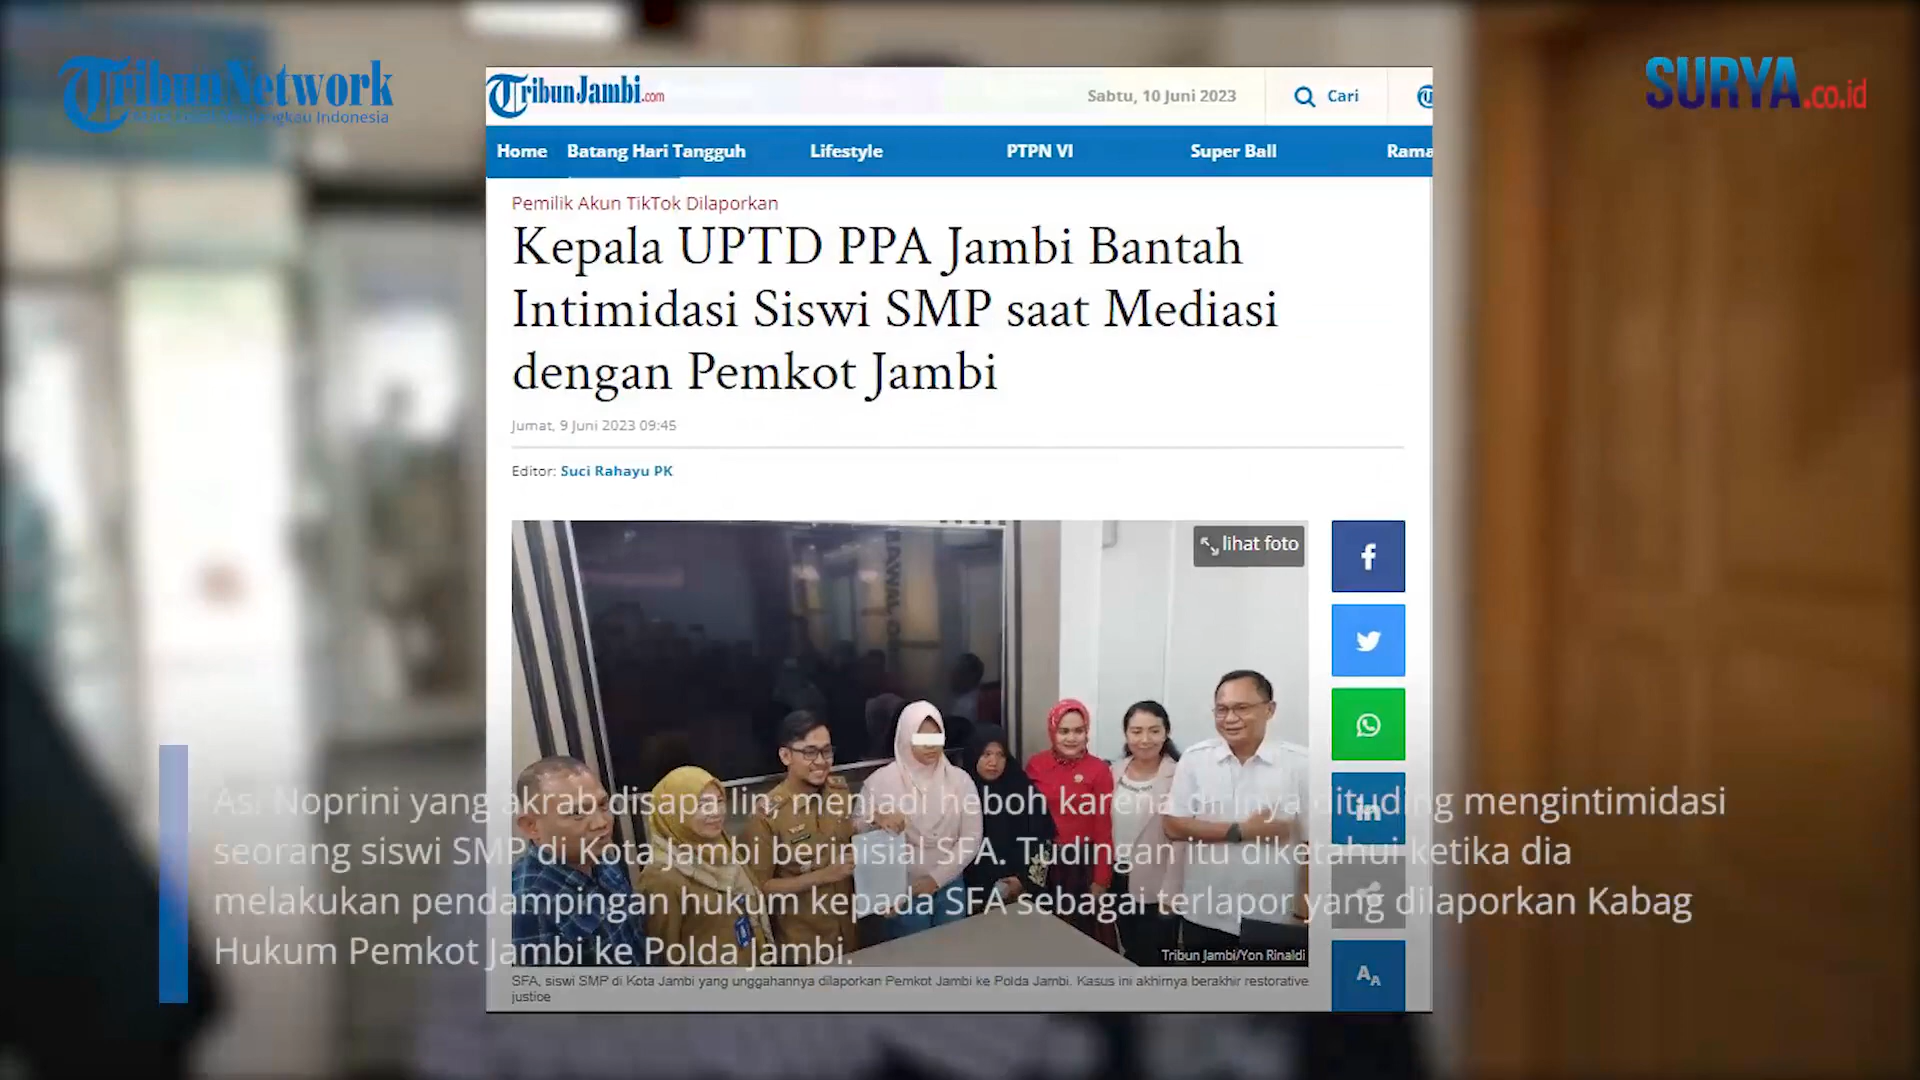 TribunNetwork
SURYA.co.id
TribunJambi.com
Sabtu, 10 Juni 2023
Cari
Home
Batang Hari Tangguh
Lifestyle
PTPN VI
Super Ball
Rama
Pemilik Akun TikTok Dilaporkan
Kepala UPTD PPA Jambi Bantah
Intimidasi Siswi SMP saat Mediasi
dengan Pemkot Jambi
Jumat, 9 Juni 2023 09:45
Editor: Suci Rahayu PK
lihat foto
Asi Noprini yang akrab disapa Iin, menjadi heboh karena dirinya dituding mengintimidasi
seorang siswi SMP di Kota Jambi berinisial SFA. Tudingan itu diketahui ketika dia
melakukan pendampingan hukum kepada SFA sebagai terlapor yang dilaporkan Kabag
Hukum Pemkot Jambi ke Polda Jambi.
Tribun Jambi/Yon Rinaldi
SFA, siswi SMP di Kota Jambi yang unggahannya dilaporkan Pemkot Jambi ke Polda Jambi. Kasus ini akhirnya berakhir restorative
justice